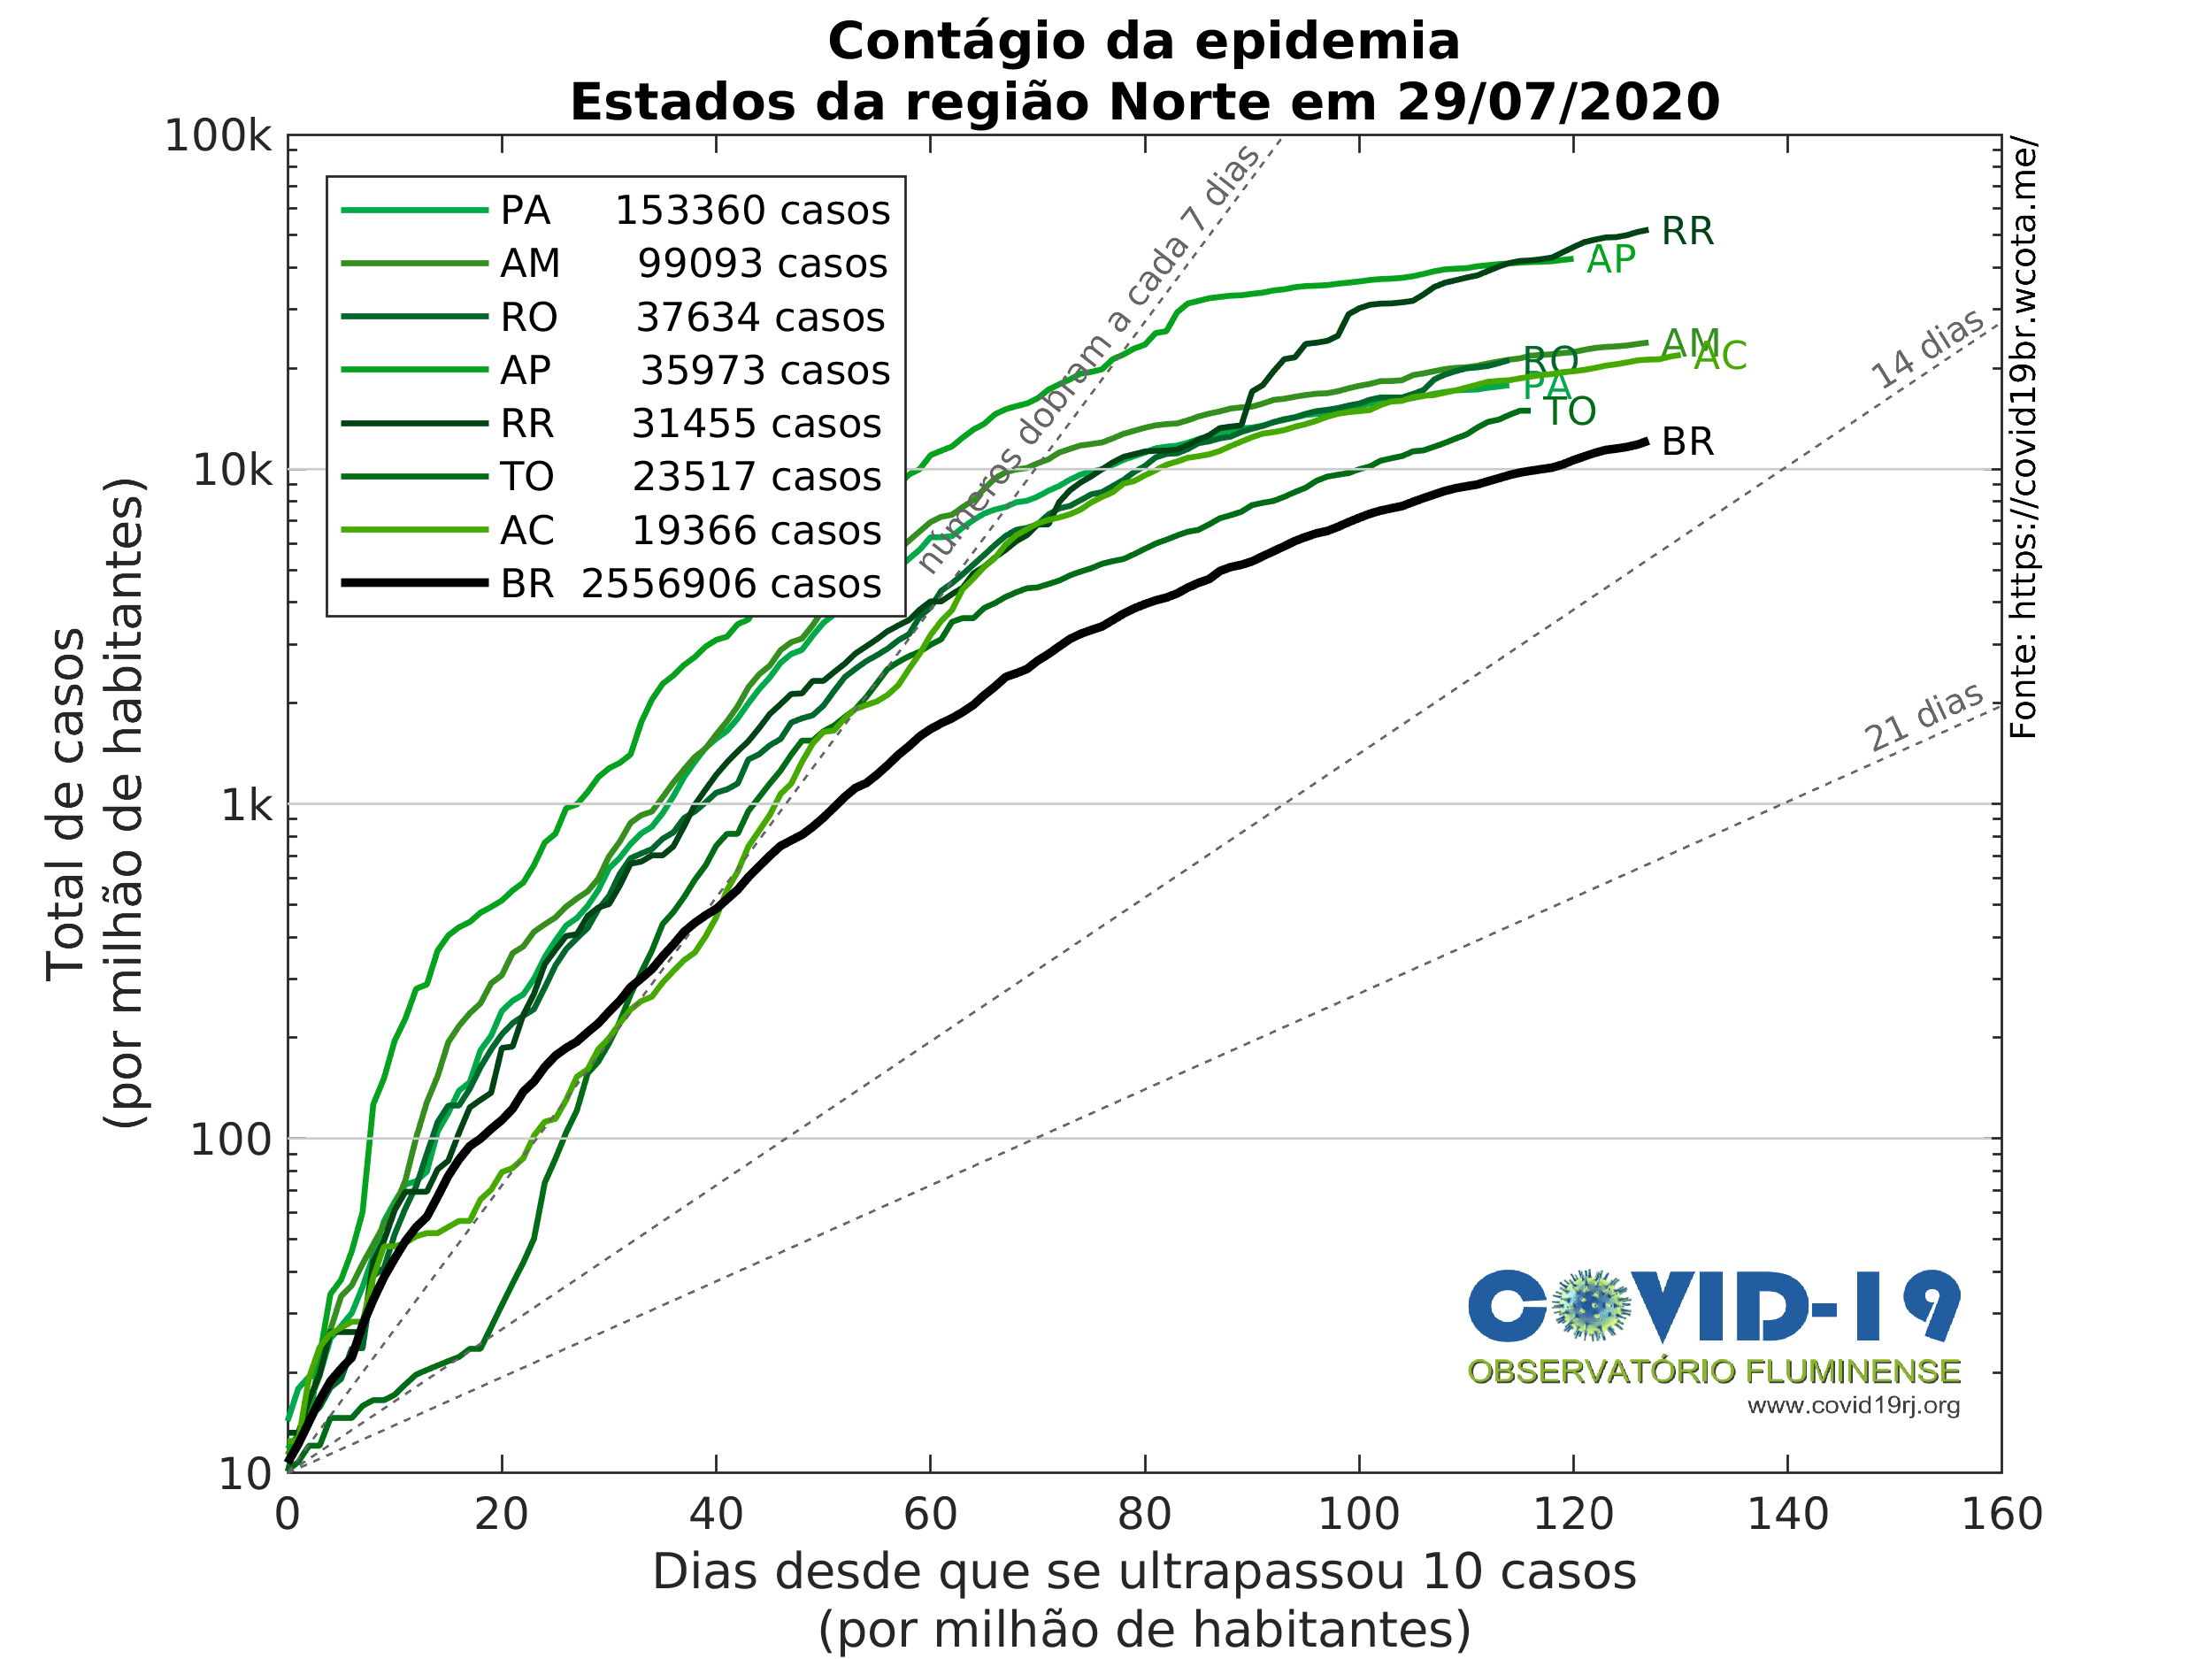 Contágio da epidemia
Estados da região Norte em 29/07/2020
100k
10k
1k
100
10
Total de casos
(por milhão de habitantes)
PA 153360 casos
AM 99093 casos
RO 37634 casos
AP 35973 casos
RR 31455 casos
TO 23517 casos
AC 19366 casos
BR 2556906 casos
números dobram a cada 7 dias
14 dias
21 dias
RR
AP
AM
AC
RO
PA
TO
BR
Fonte: https://covid19br.wcota.me/
COVID-19
OBSERVATÓRIO FLUMINENSE
www.covid19rj.org
0 20 40 60 80 100 120 140 160
Dias desde que se ultrapassou 10 casos
(por milhão de habitantes)